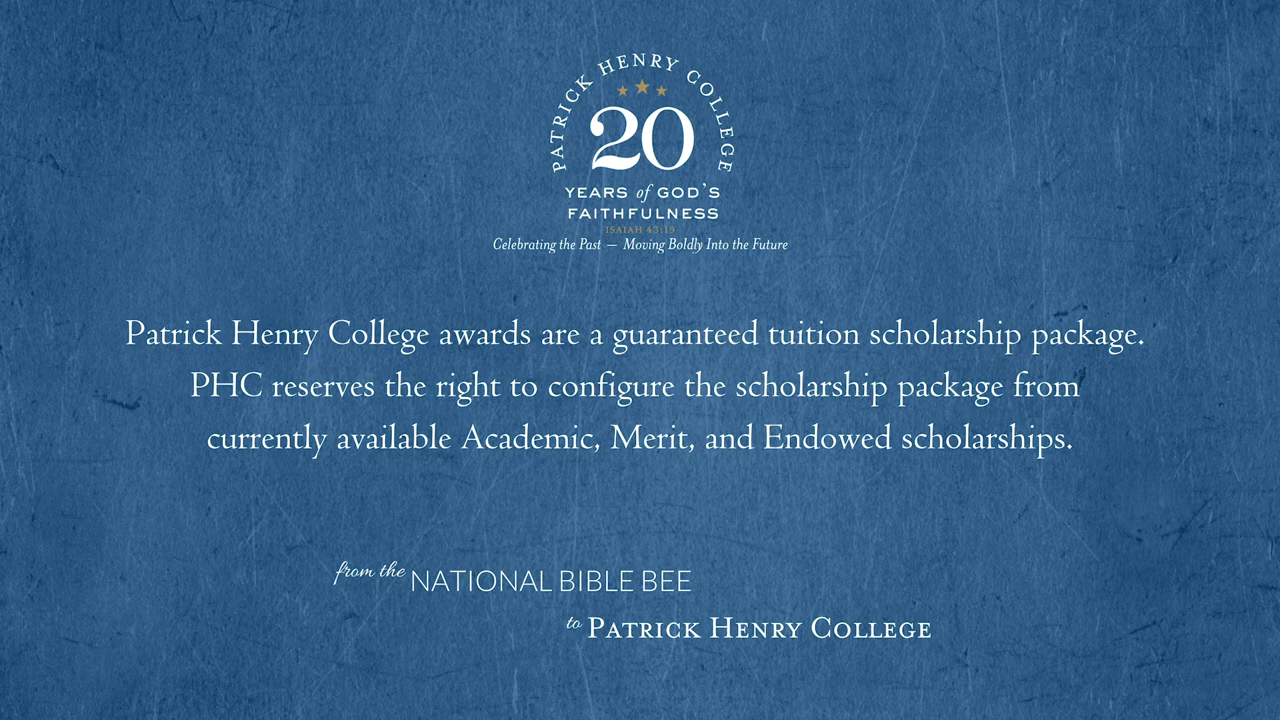 PATRICK HENRY COLLEGE
20
YEARS of GOD'S
FAITHFULNESS
ISAIAH 43:19
Celebrating the Past — Moving Boldly Into the Future
Patrick Henry College awards are a guaranteed tuition scholarship package.
PHC reserves the right to configure the scholarship package from
currently available Academic, Merit, and Endowed scholarships.
from the NATIONAL BIBLE BEE
to PATRICK HENRY COLLEGE